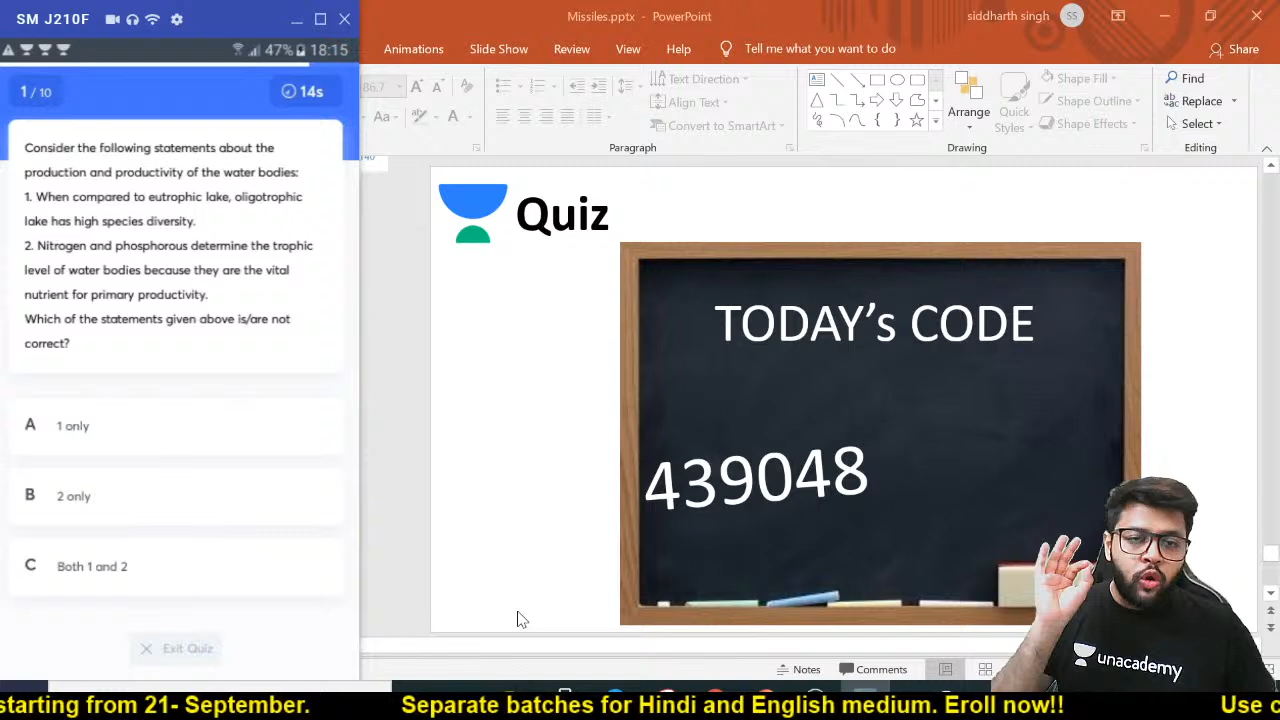 SM J210F
47% 18:15
1 / 10
14s
Consider the following statements about the
production and productivity of the water bodies:
1. When compared to eutrophic lake, oligotrophic
lake has high species diversity.
2. Nitrogen and phosphorous determine the trophic
level of water bodies because they are the vital
nutrient for primary productivity.
Which of the statements given above is/are not
correct?
A 1 only
B 2 only
C Both 1 and 2
Exit Quiz
Missiles.pptx - PowerPoint
siddharth singh SS
Animations Slide Show Review View Help Tell me what you want to do Share
86.7
Text Direction
Align Text
Convert to SmartArt
Paragraph
Arrange
Quick
Styles
Shape Fill
Shape Outline
Shape Effects
Drawing
Find
Replace
Select
Editing
Quiz
TODAY's CODE
439048
unacademy
Notes Comments
starting from 21- September. Separate batches for Hindi and English medium. Eroll now!! Use c